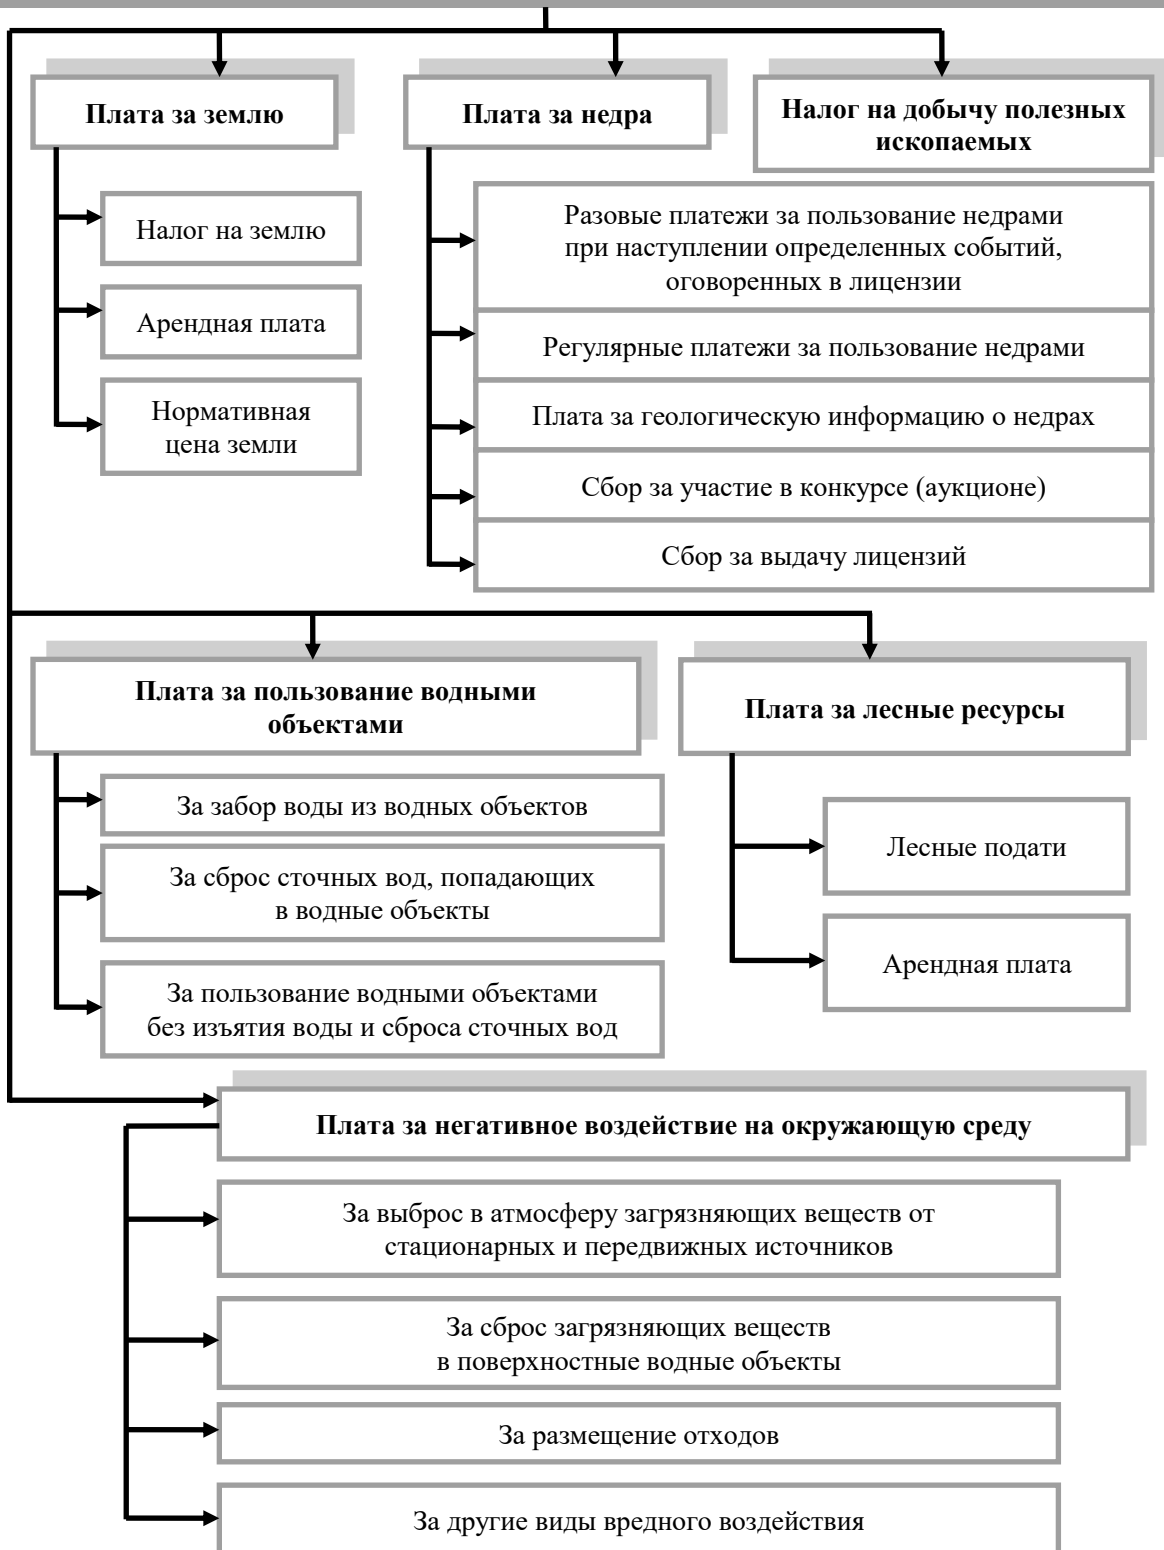 Плата за землю
Плата за недра
Налог на добычу полезных
ископаемых
Налог на землю
Арендная плата
Нормативная
цена земли
Разовые платежи за пользование недрами
при наступлении определенных событий,
оговоренных в лицензии
Регулярные платежи за пользование недрами
Плата за геологическую информацию о недрах
Сбор за участие в конкурсе (аукционе)
Сбор за выдачу лицензий
Плата за пользование водными
объектами
Плата за лесные ресурсы
За забор воды из водных объектов
За сброс сточных вод, попадающих
в водные объекты
За пользование водными объектами
без изъятия воды и сброса сточных вод
Лесные подати
Арендная плата
Плата за негативное воздействие на окружающую среду
За выброс в атмосферу загрязняющих веществ от
стационарных и передвижных источников
За сброс загрязняющих веществ
в поверхностные водные объекты
За размещение отходов
За другие виды вредного воздействия